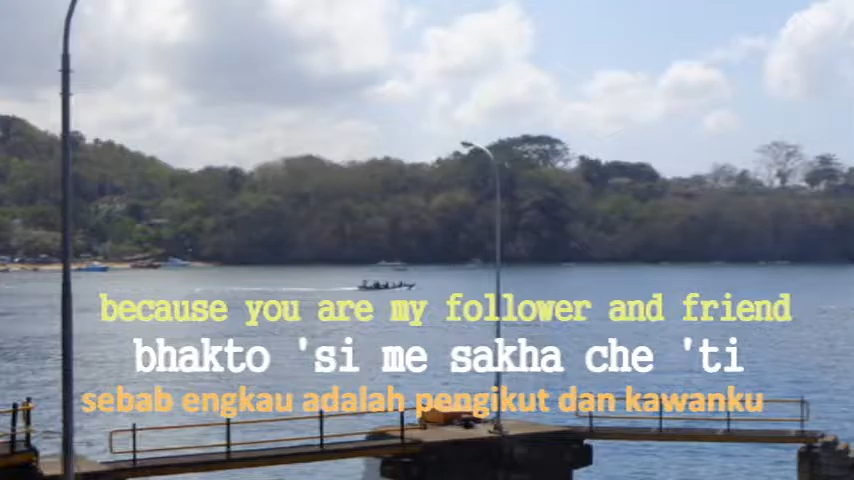 because you are my follower and friend
bhakto 'si me sakha che 'ti
sebab engkau adalah pengikut dan kawanku